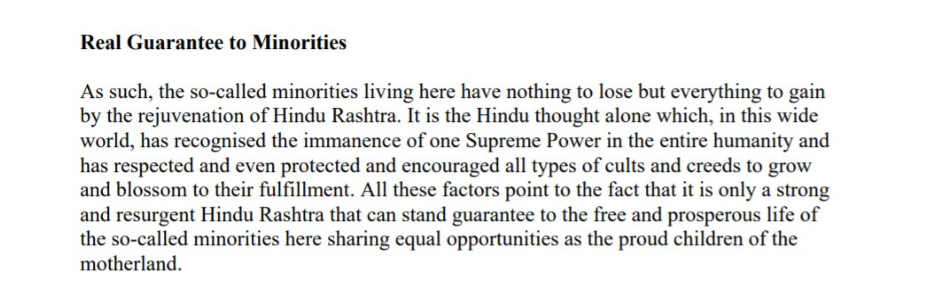 Real Guarantee to Minorities
As such, the so-called minorities living here have nothing to lose but everything to gain
by the rejuvenation of Hindu Rashtra. It is the Hindu thought alone which, in this wide
world, has recognised the immanence of one Supreme Power in the entire humanity and
has respected and even protected and encouraged all types of cults and creeds to grow
and blossom to their fulfillment. All these factors point to the fact that it is only a strong
and resurgent Hindu Rashtra that can stand guarantee to the free and prosperous life of
the so-called minorities here sharing equal opportunities as the proud children of the
motherland.